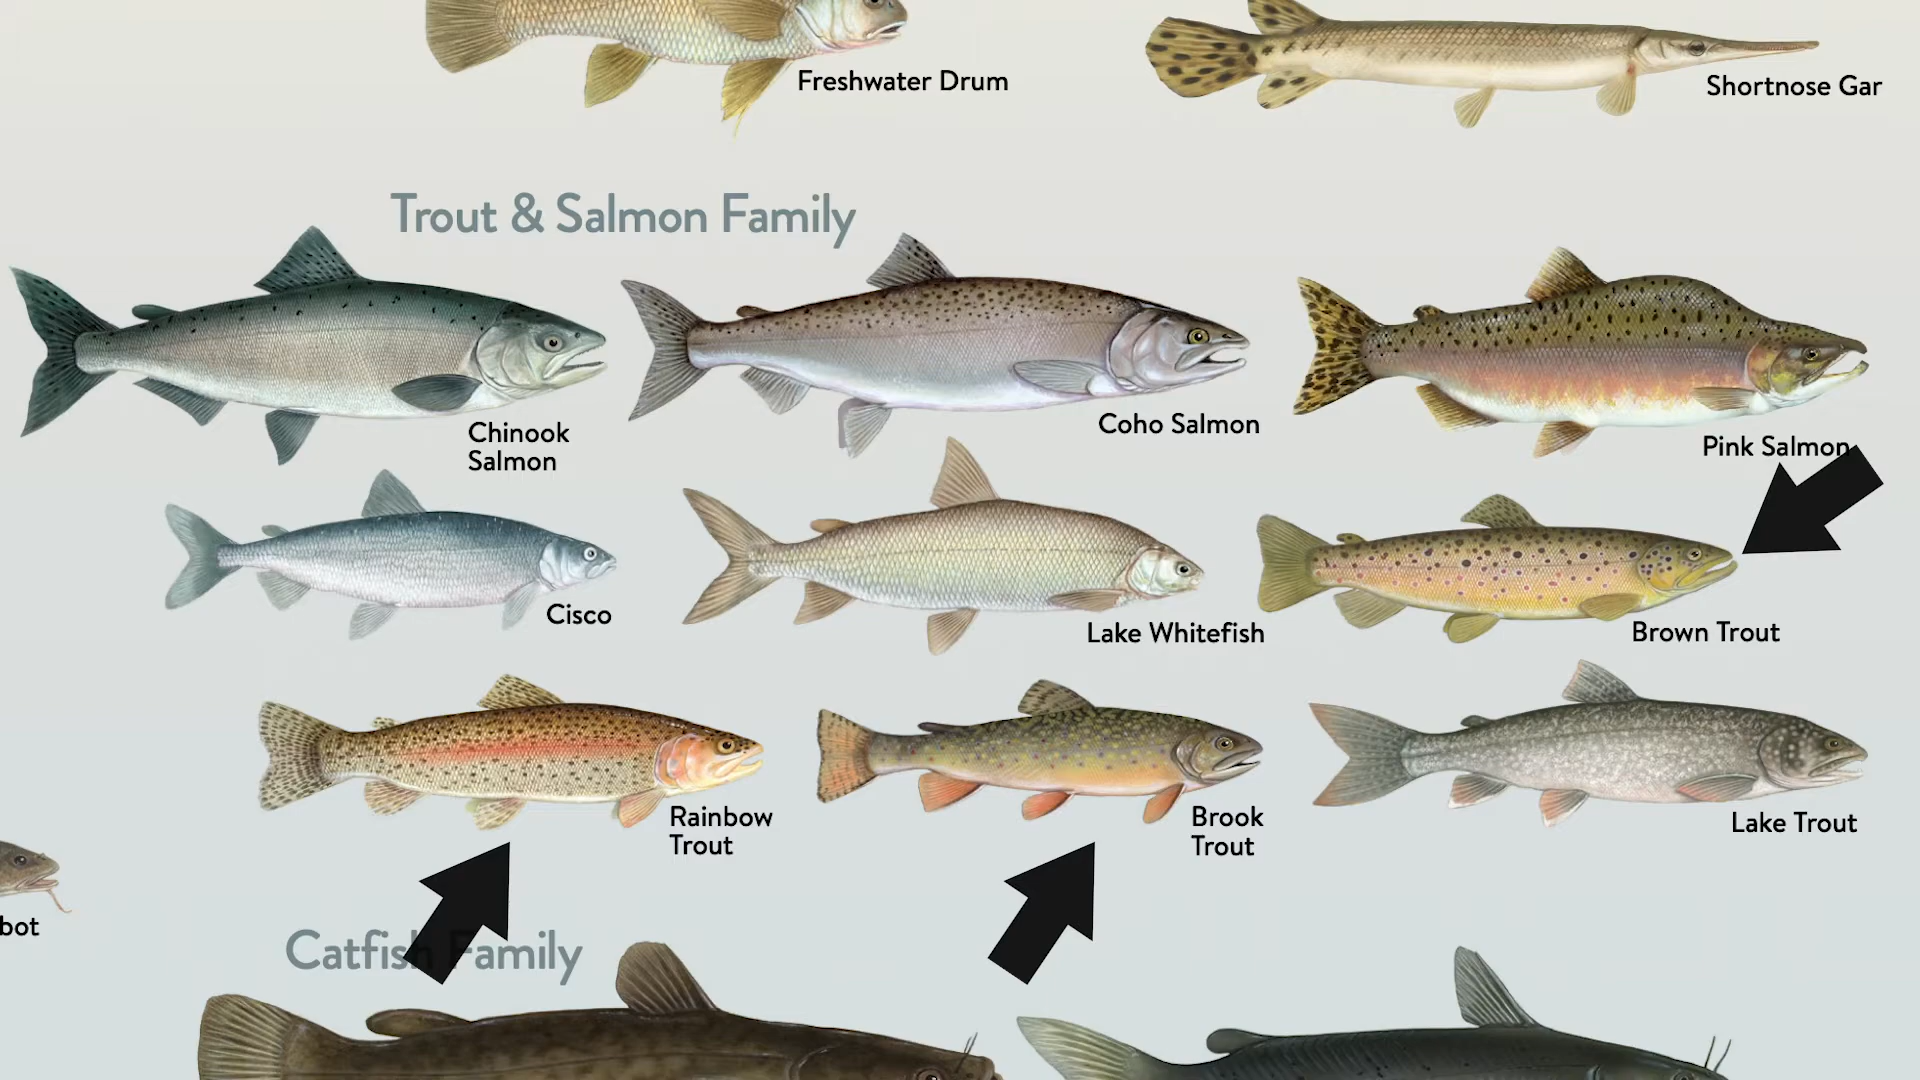 Freshwater Drum
Shortnose Gar
Trout & Salmon Family
Chinook
Salmon
Coho Salmon
Pink Salmon
Cisco
Lake Whitefish
Brown Trout
Rainbow
Trout
Brook
Trout
Lake Trout
bot
Catfish Family